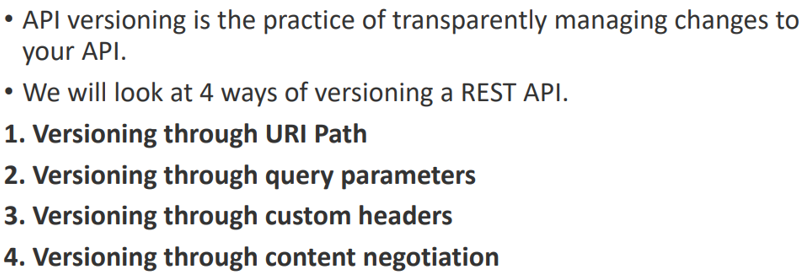 • API versioning is the practice of transparently managing changes to
your API.
• We will look at 4 ways of versioning a REST API.
1. Versioning through URI Path
2. Versioning through query parameters
3. Versioning through custom headers
4. Versioning through content negotiation